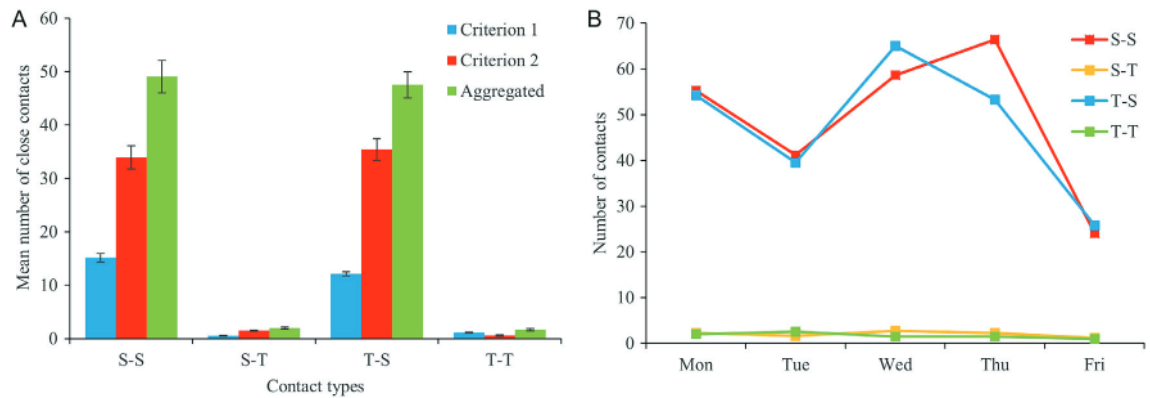 A
60
50
40
30
20
10
0
Mean number of close contacts
Criterion 1
Criterion 2
Aggregated
S-S
S-T
T-S
T-T
Contact types
B
70
60
50
40
30
20
10
0
Number of contacts
S-S
S-T
T-S
T-T
Mon
Tue
Wed
Thu
Fri